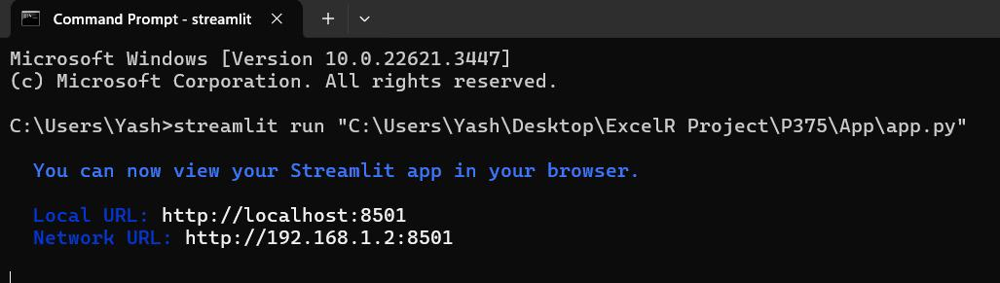 Command Prompt - streamlit
Microsoft Windows [Version 10.0.22621.3447]
(c) Microsoft Corporation. All rights reserved.
C:\Users\Yash>streamlit run "C:\Users\Yash\Desktop\ExcelR Project\P375\App\app.py"
You can now view your Streamlit app in your browser.
Local URL: http://localhost:8501
Network URL: http://192.168.1.2:8501